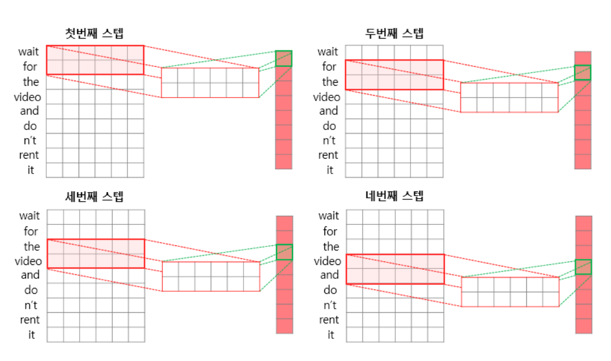 첫번째 스텝
wait
for
the
video
and
do
n't
rent
it
두번째 스텝
wait
for
the
video
and
do
n't
rent
it
세번째 스텝
wait
for
the
video
and
do
n't
rent
it
네번째 스텝
wait
for
the
video
and
do
n't
rent
it